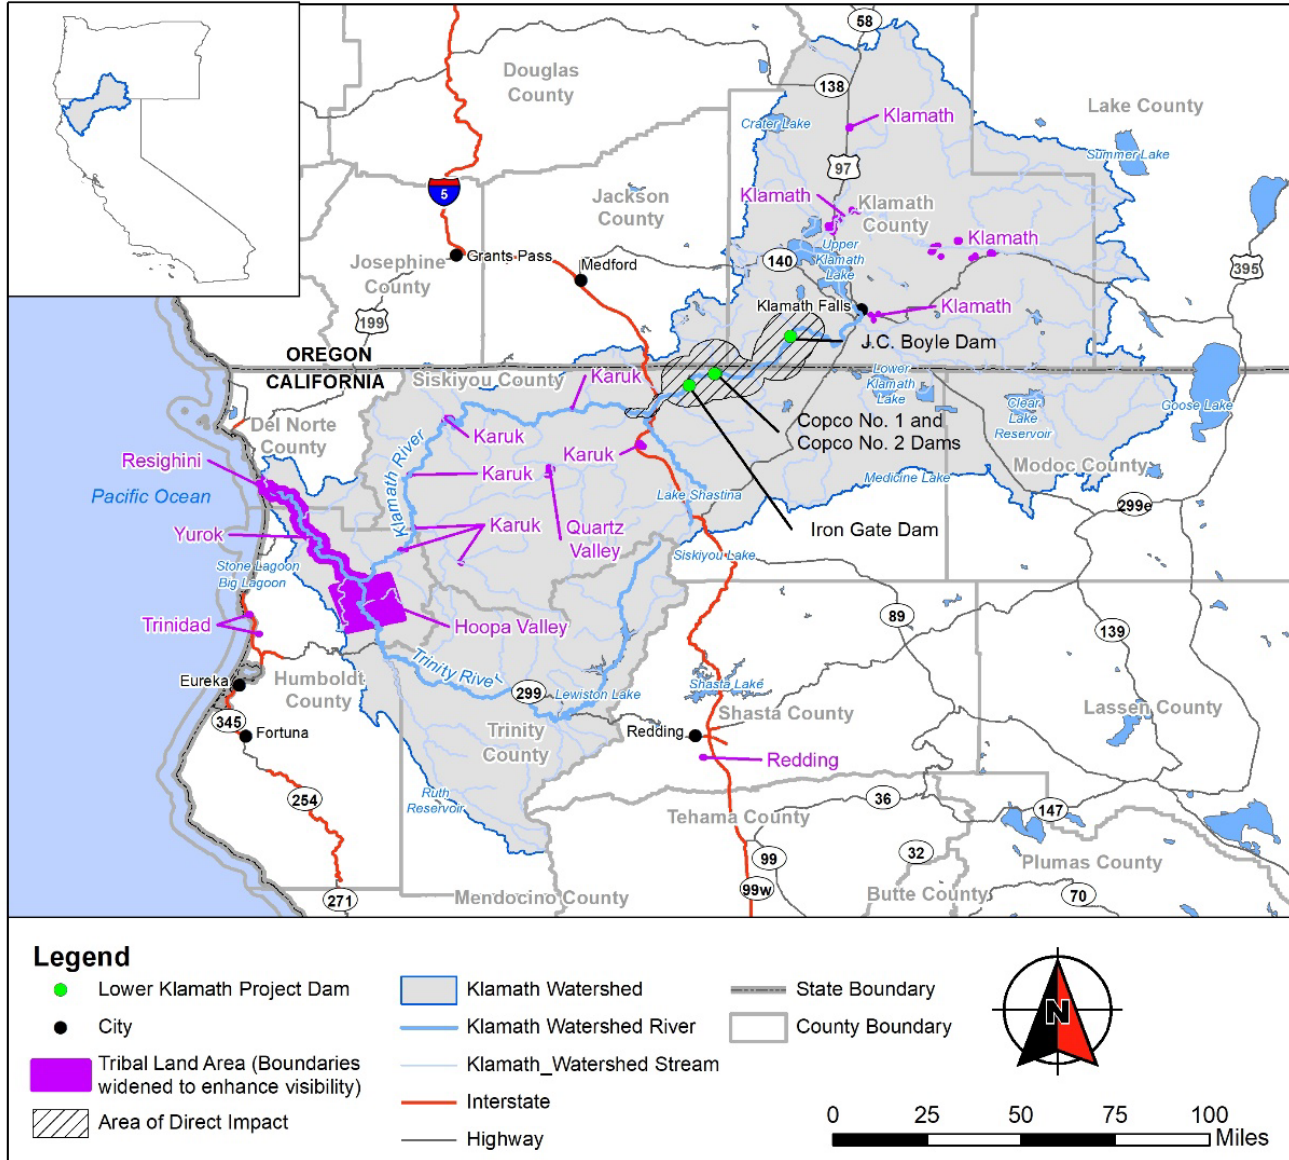 58
Douglas
County
138
Lake County
Crater Lake
Klamath
Summer Lake
97
5
Jackson
County
Klamath
Klamath
County
Klamath
Grants Pass
Medford
Josephine
County
140
Upper
Klamath
Lake
395
199
Klamath Falls
Klamath
OREGON
CALIFORNIA
J.C. Boyle Dam
Siskiyou County
Karuk
Lower
Klamath
Lake
Clear
Lake
Reservoir
Goose Lake
Del Norte
County
Copco No. 1 and
Copco No. 2 Dams
Karuk
Karuk
Resighini
Klamath River
Karuk
Modoc County
Pacific Ocean
Lake Shastina
Medicine Lake
299e
Yurok
Karuk
Quartz
Valley
Iron Gate Dam
Stone Lagoon
Big Lagoon
Siskiyou Lake
Trinidad
Hoopa Valley
89
139
Trinity River
Eureka
Humboldt
County
299
Lewiston Lake
Shasta Lake
Shasta County
Lassen County
345
Fortuna
Trinity
County
Redding
Redding
254
Ruth
Reservoir
36
147
Tehama County
99
32
Plumas County
271
Mendocino County
99w
Butte County
70
Legend
Lower Klamath Project Dam
City
Tribal Land Area (Boundaries
widened to enhance visibility)
Area of Direct Impact
Klamath Watershed
Klamath Watershed River
Klamath_Watershed Stream
Interstate
Highway
State Boundary
County Boundary
N
0 25 50 75 100
Miles